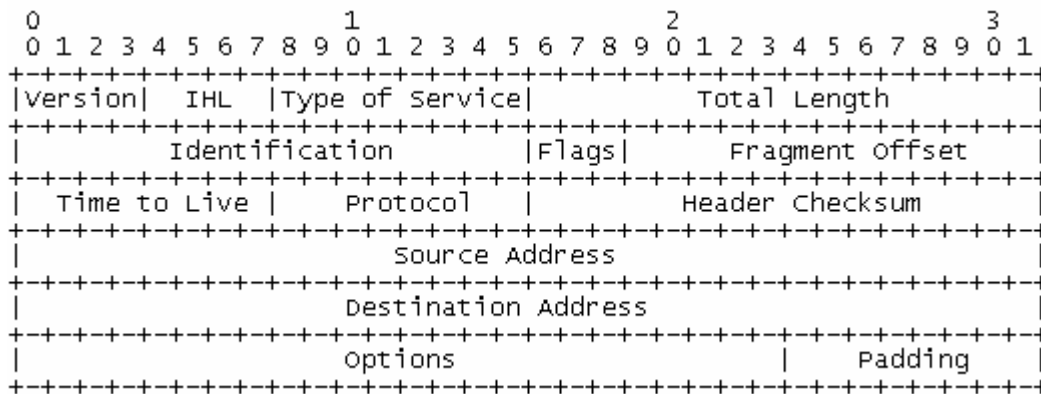 0                   1                   2                   3
0 1 2 3 4 5 6 7 8 9 0 1 2 3 4 5 6 7 8 9 0 1 2 3 4 5 6 7 8 9 0 1
+-+-+-+-+-+-+-+-+-+-+-+-+-+-+-+-+-+-+-+-+-+-+-+-+-+-+-+-+-+-+-+-+
|Version|  IHL  |Type of Service|          Total Length         |
+-+-+-+-+-+-+-+-+-+-+-+-+-+-+-+-+-+-+-+-+-+-+-+-+-+-+-+-+-+-+-+-+
|         Identification        |Flags|      Fragment Offset    |
+-+-+-+-+-+-+-+-+-+-+-+-+-+-+-+-+-+-+-+-+-+-+-+-+-+-+-+-+-+-+-+-+
|  Time to Live |    Protocol   |         Header Checksum       |
+-+-+-+-+-+-+-+-+-+-+-+-+-+-+-+-+-+-+-+-+-+-+-+-+-+-+-+-+-+-+-+-+
|                       Source Address                          |
+-+-+-+-+-+-+-+-+-+-+-+-+-+-+-+-+-+-+-+-+-+-+-+-+-+-+-+-+-+-+-+-+
|                    Destination Address                        |
+-+-+-+-+-+-+-+-+-+-+-+-+-+-+-+-+-+-+-+-+-+-+-+-+-+-+-+-+-+-+-+-+
|                    Options                    |    Padding    |
+-+-+-+-+-+-+-+-+-+-+-+-+-+-+-+-+-+-+-+-+-+-+-+-+-+-+-+-+-+-+-+-+